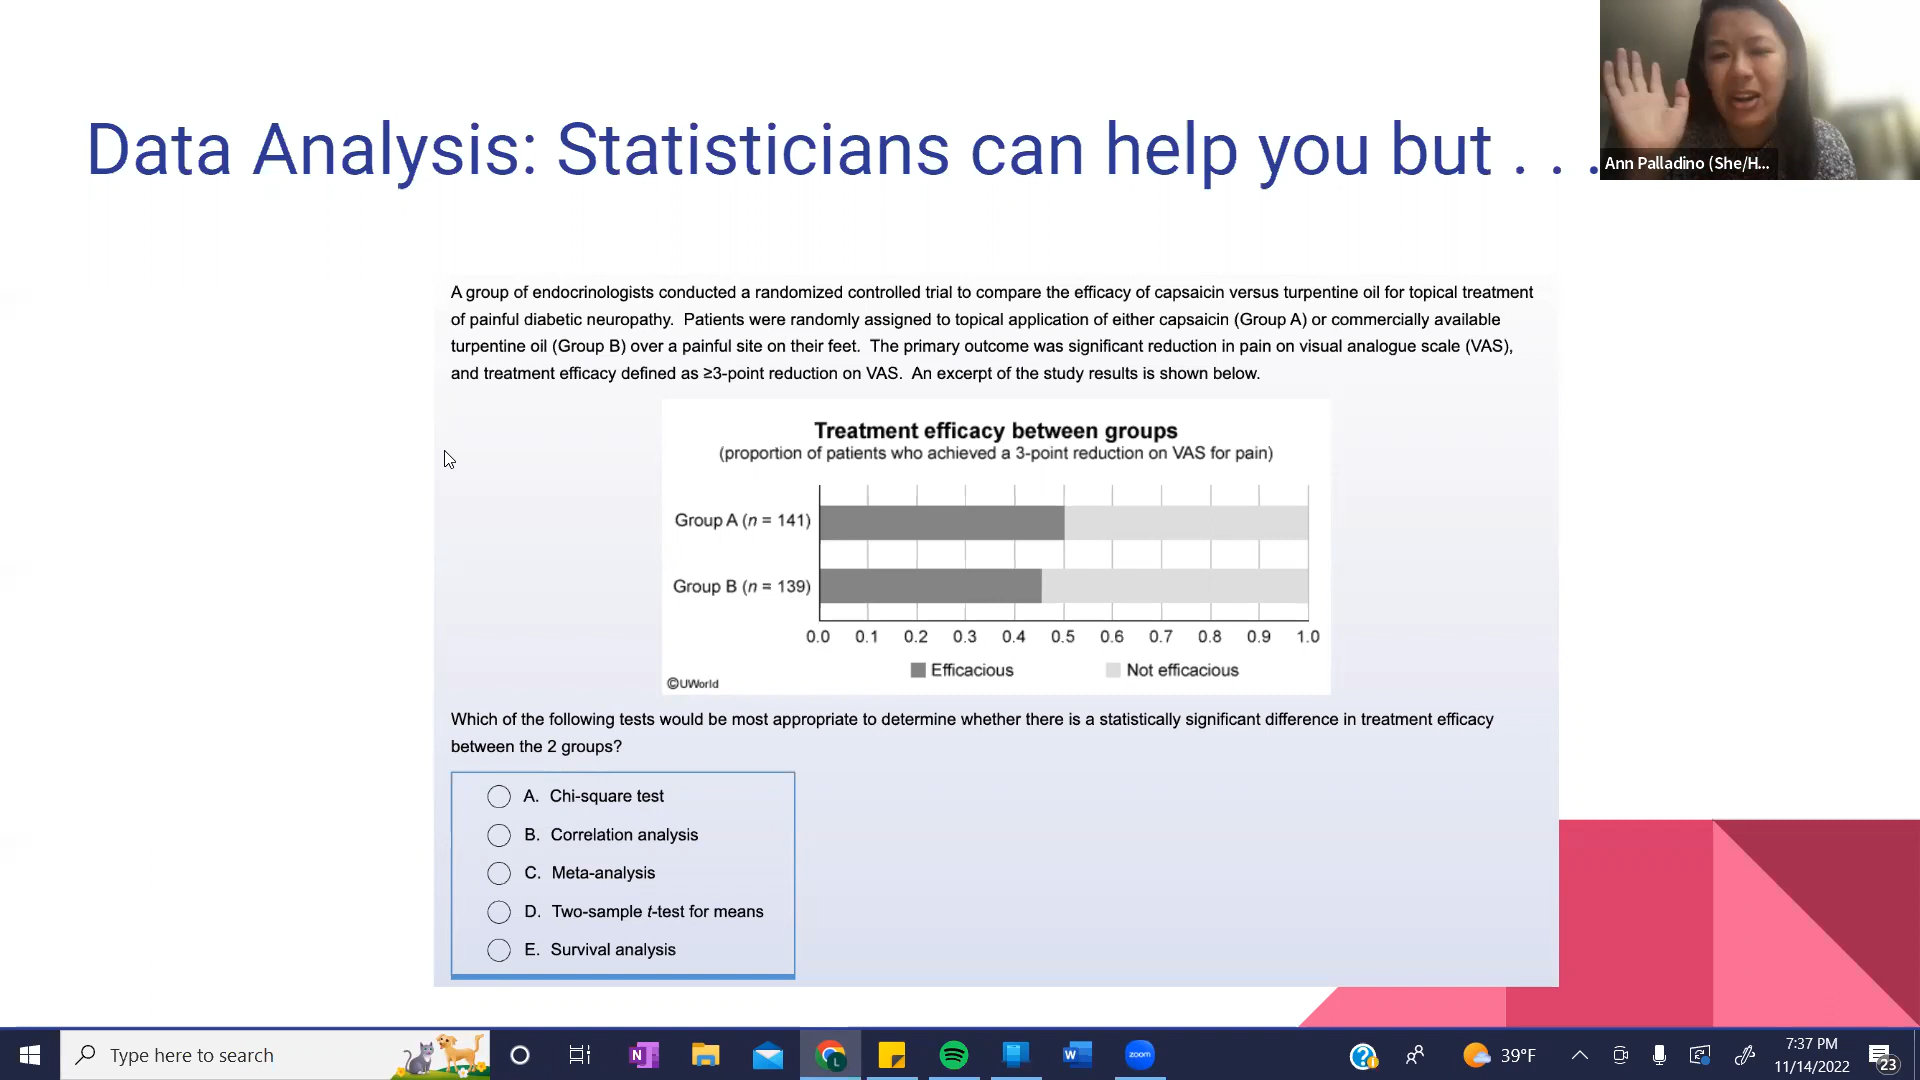 Data Analysis: Statisticians can help you but . . .
Ann Palladino (She/H...
A group of endocrinologists conducted a randomized controlled trial to compare the efficacy of capsaicin versus turpentine oil for topical treatment
of painful diabetic neuropathy. Patients were randomly assigned to topical application of either capsaicin (Group A) or commercially available
turpentine oil (Group B) over a painful site on their feet. The primary outcome was significant reduction in pain on visual analogue scale (VAS),
and treatment efficacy defined as ≥3-point reduction on VAS. An excerpt of the study results is shown below.
Treatment efficacy between groups
(proportion of patients who achieved a 3-point reduction on VAS for pain)
Group A (n = 141)
Group B (n = 139)
0.0 0.1 0.2 0.3 0.4 0.5 0.6 0.7 0.8 0.9 1.0
Efficacious Not efficacious
©UWorld
Which of the following tests would be most appropriate to determine whether there is a statistically significant difference in treatment efficacy
between the 2 groups?
A. Chi-square test
B. Correlation analysis
C. Meta-analysis
D. Two-sample t-test for means
E. Survival analysis
Type here to search
N
L
W
zoom
39°F
7:37 PM
11/14/2022
23